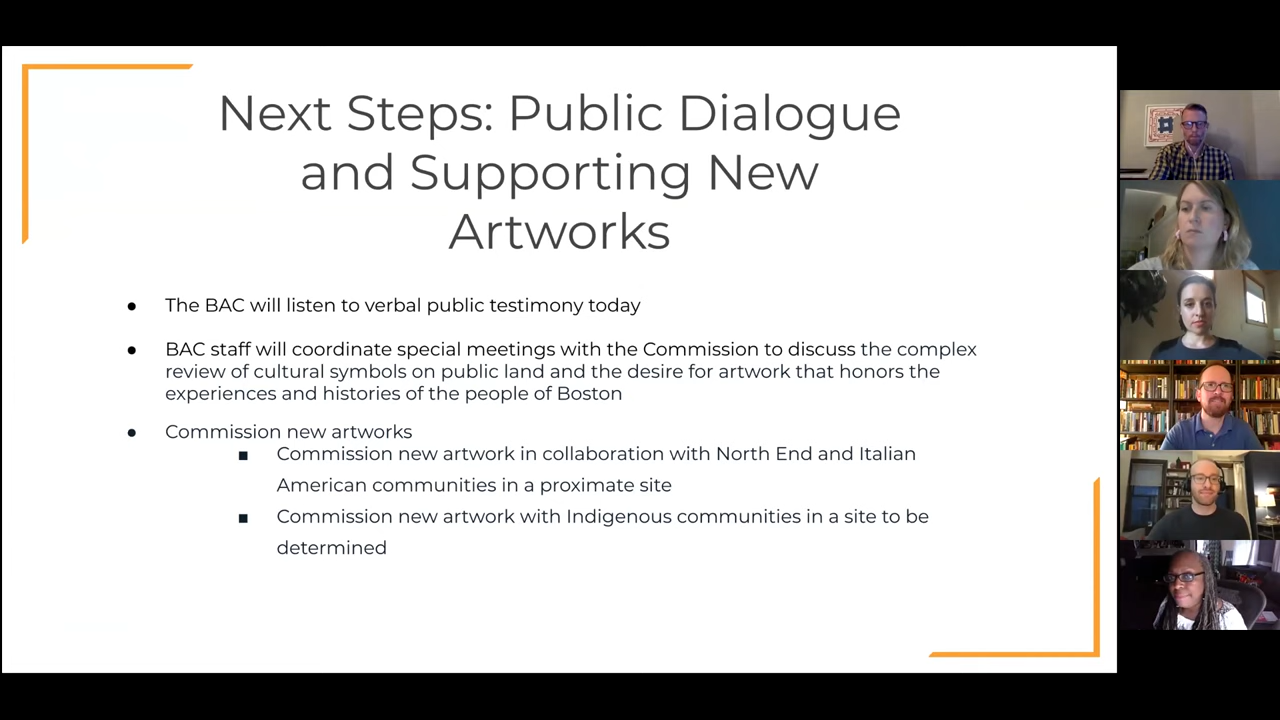 Next Steps: Public Dialogue
and Supporting New
Artworks
● The BAC will listen to verbal public testimony today
● BAC staff will coordinate special meetings with the Commission to discuss the complex
review of cultural symbols on public land and the desire for artwork that honors the
experiences and histories of the people of Boston
● Commission new artworks
■ Commission new artwork in collaboration with North End and Italian
American communities in a proximate site
■ Commission new artwork with Indigenous communities in a site to be
determined